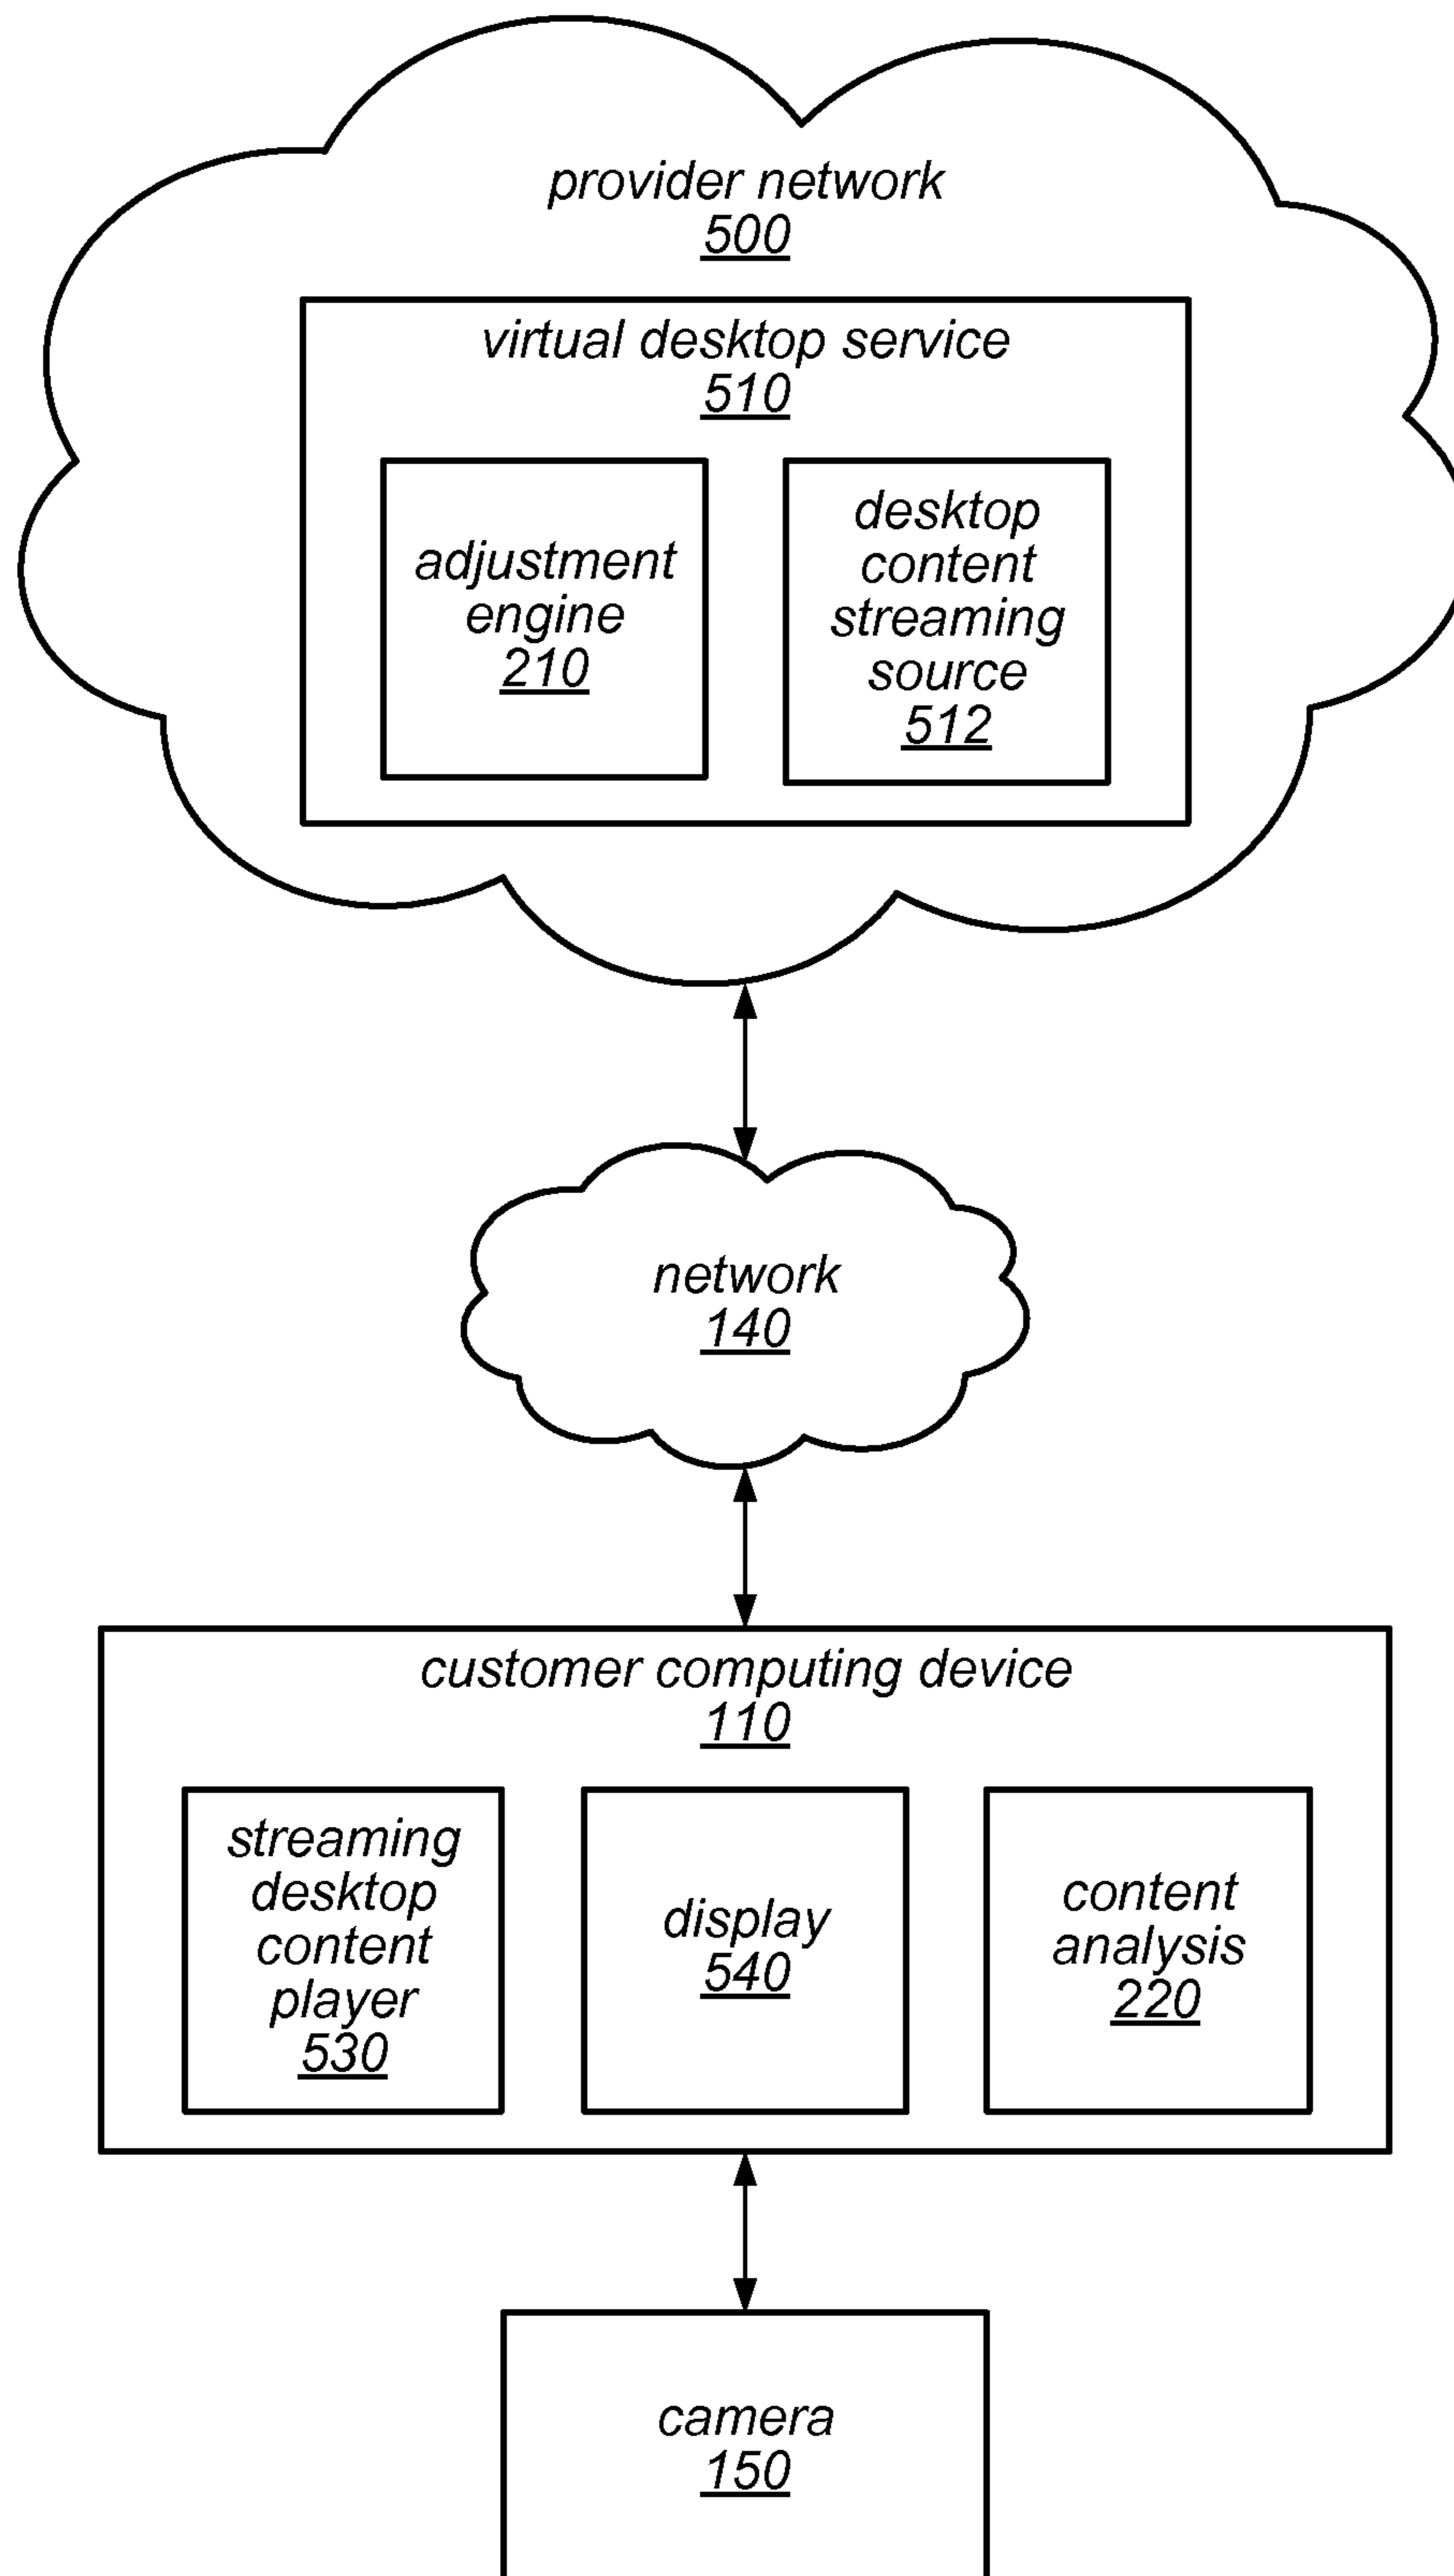 provider network
500
virtual desktop service
510
adjustment
engine
210
desktop
content
streaming
source
512
network
140
customer computing device
110
streaming
desktop
content
player
530
display
540
content
analysis
220
camera
150